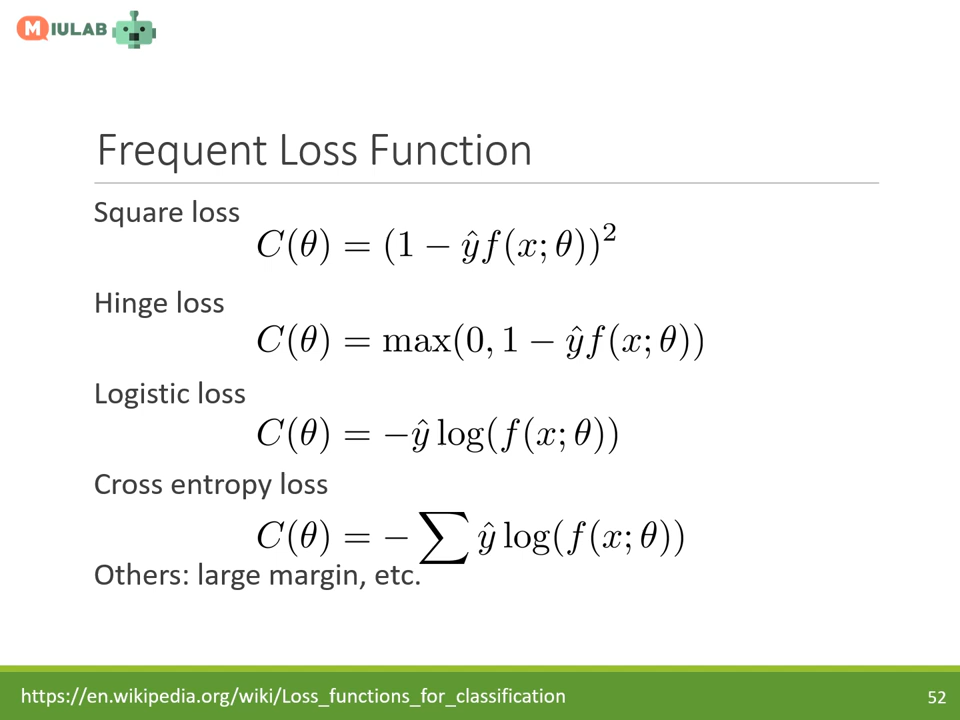 MIULAB
Frequent Loss Function
Square loss
C(θ) = (1 − ŷf(x; θ))²
Hinge loss
C(θ) = max(0, 1 − ŷf(x; θ))
Logistic loss
C(θ) = −ŷ log(f(x; θ))
Cross entropy loss
C(θ) = − ∑ ŷ log(f(x; θ))
Others: large margin, etc.
https://en.wikipedia.org/wiki/Loss_functions_for_classification
52